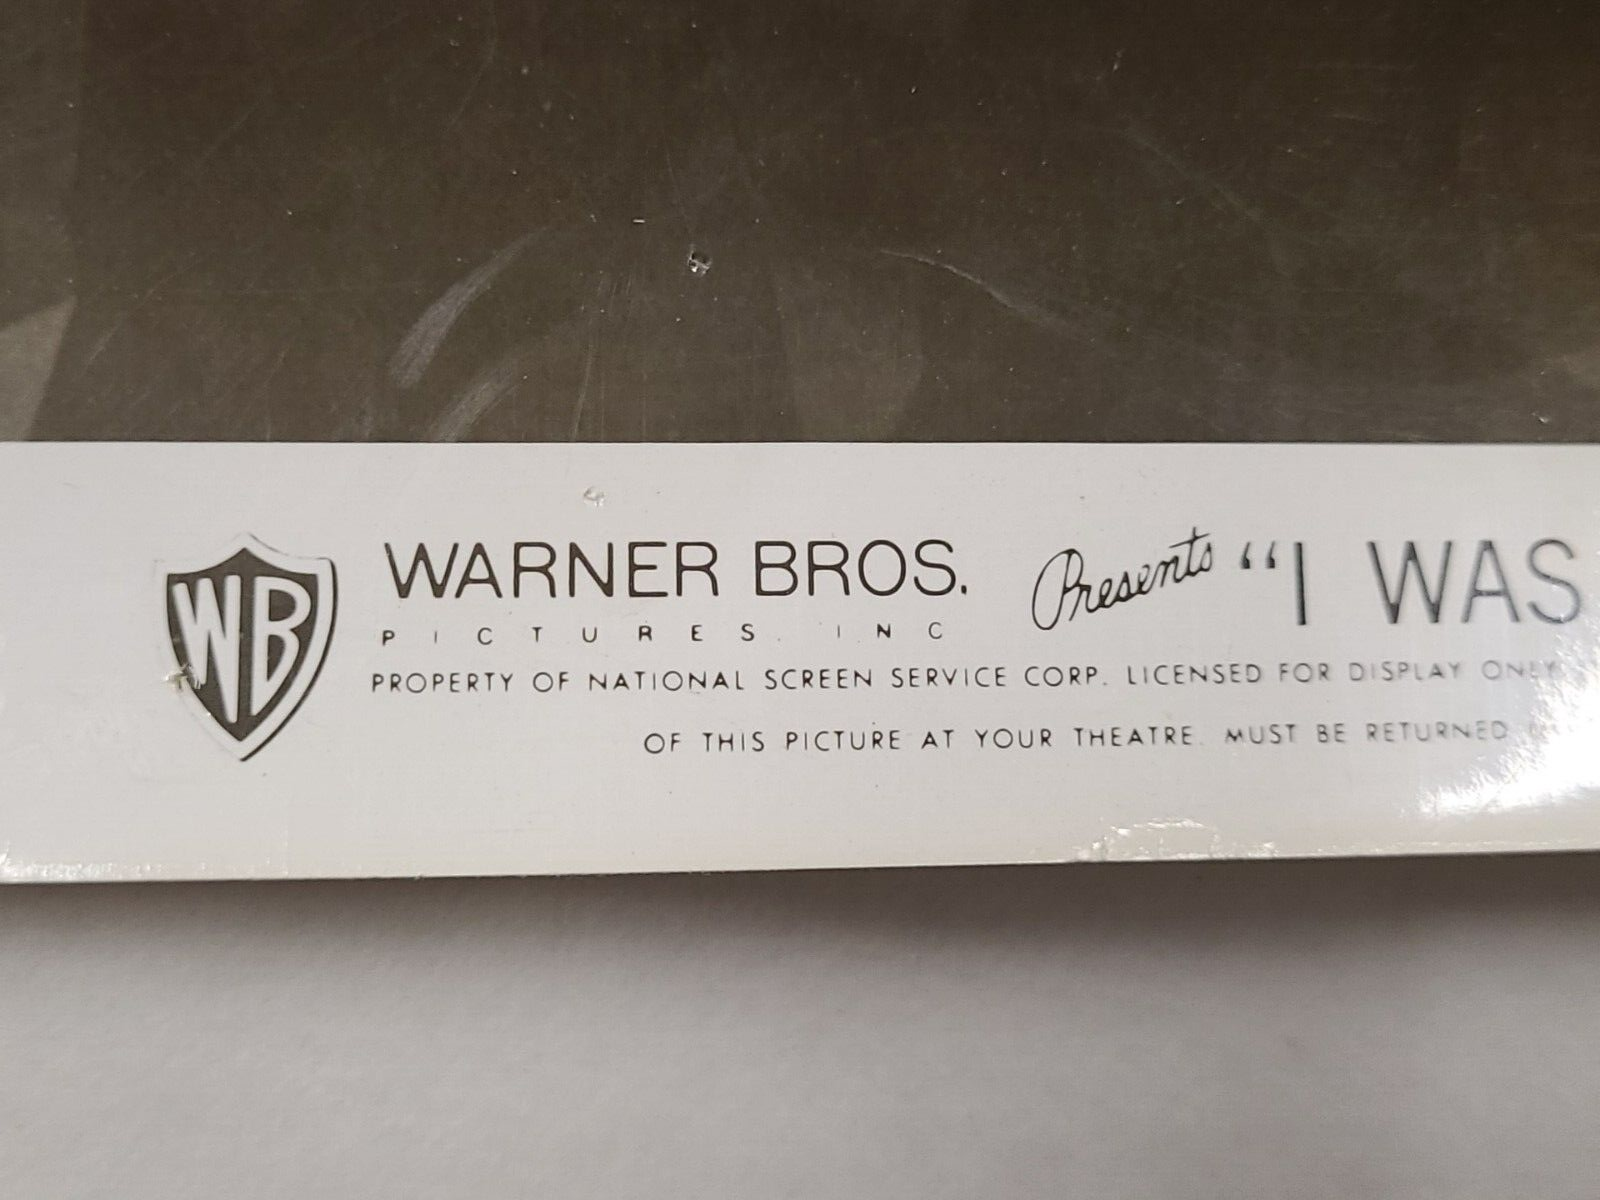 WB WARNER BROS. Presents “I WAS
PICTURES. INC
PROPERTY OF NATIONAL SCREEN SERVICE CORP. LICENSED FOR DISPLAY ONLY
OF THIS PICTURE AT YOUR THEATRE. MUST BE RETURNED